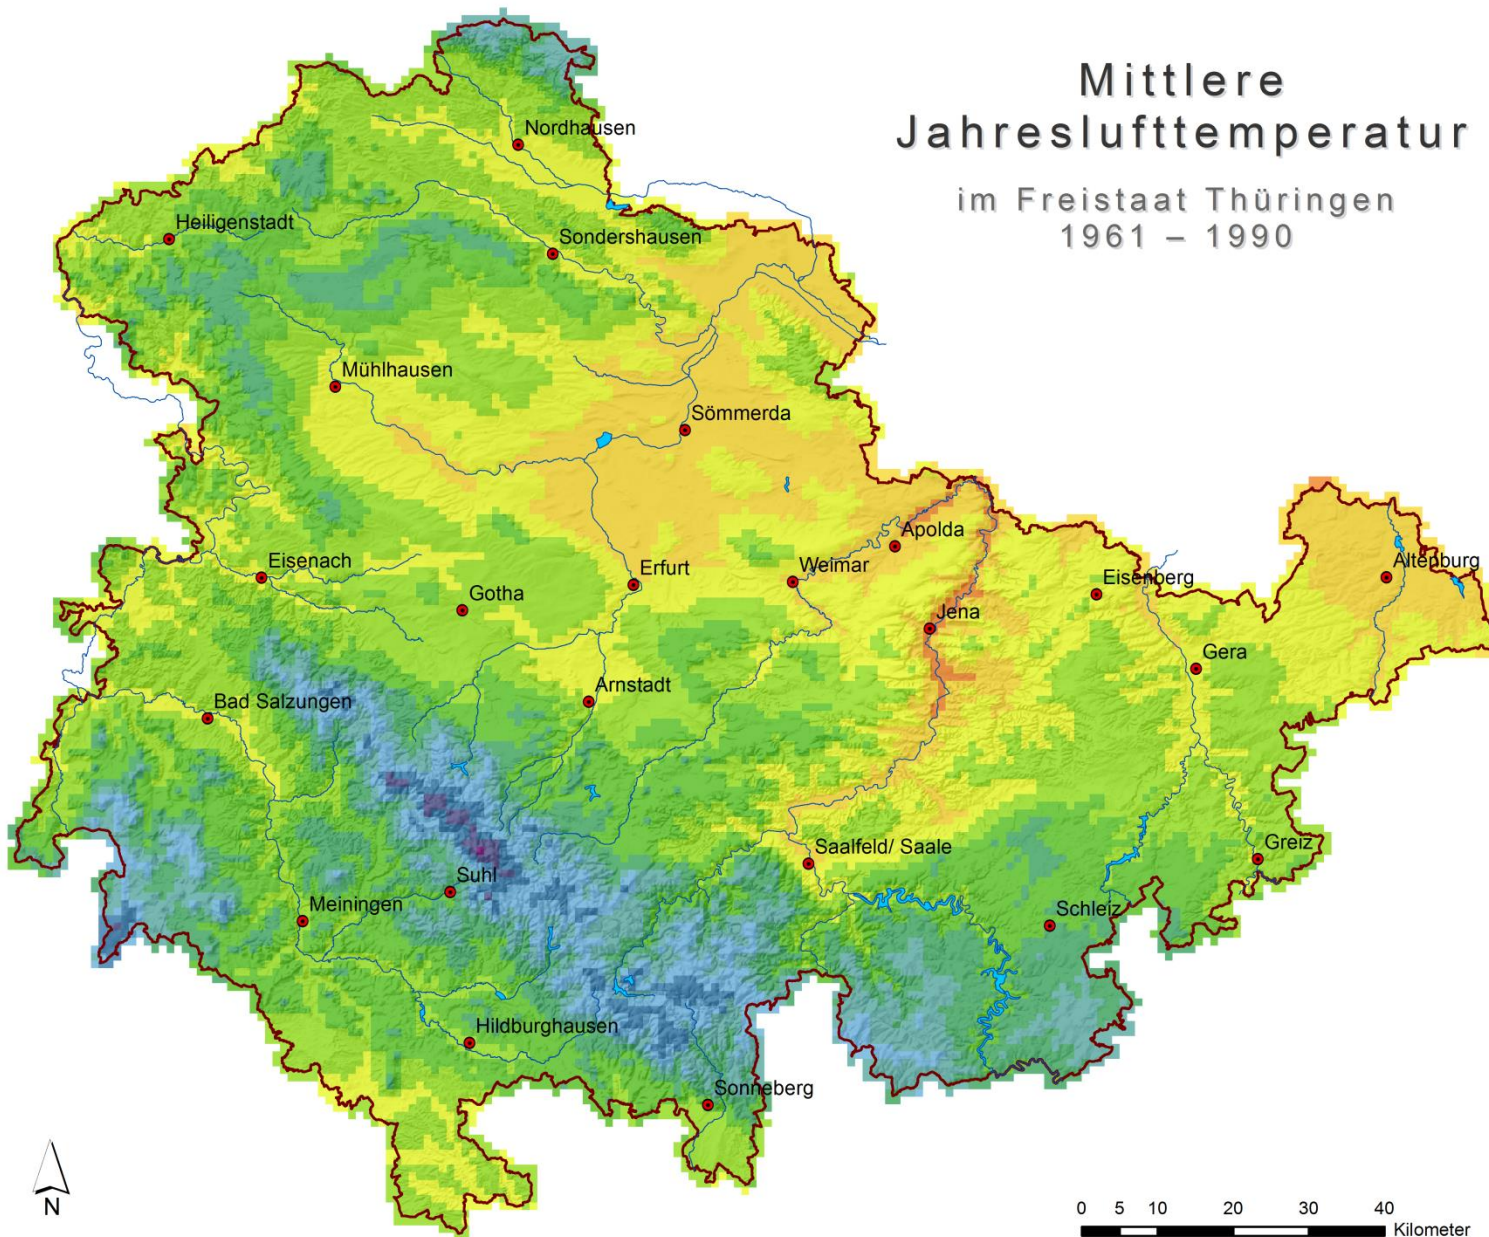 Mittlere
Jahreslufttemperatur
im Freistaat Thüringen
1961 – 1990
Nordhausen
Heiligenstadt
Sondershausen
Mühlhausen
Sömmerda
Apolda
Eisenach
Gotha
Erfurt
Weimar
Eisenberg
Altenburg
Jena
Gera
Arnstadt
Bad Salzungen
Saalfeld/ Saale
Greiz
Suhl
Meiningen
Schleiz
Hildburghausen
Sonneberg
N
0 5 10 20 30 40
Kilometer